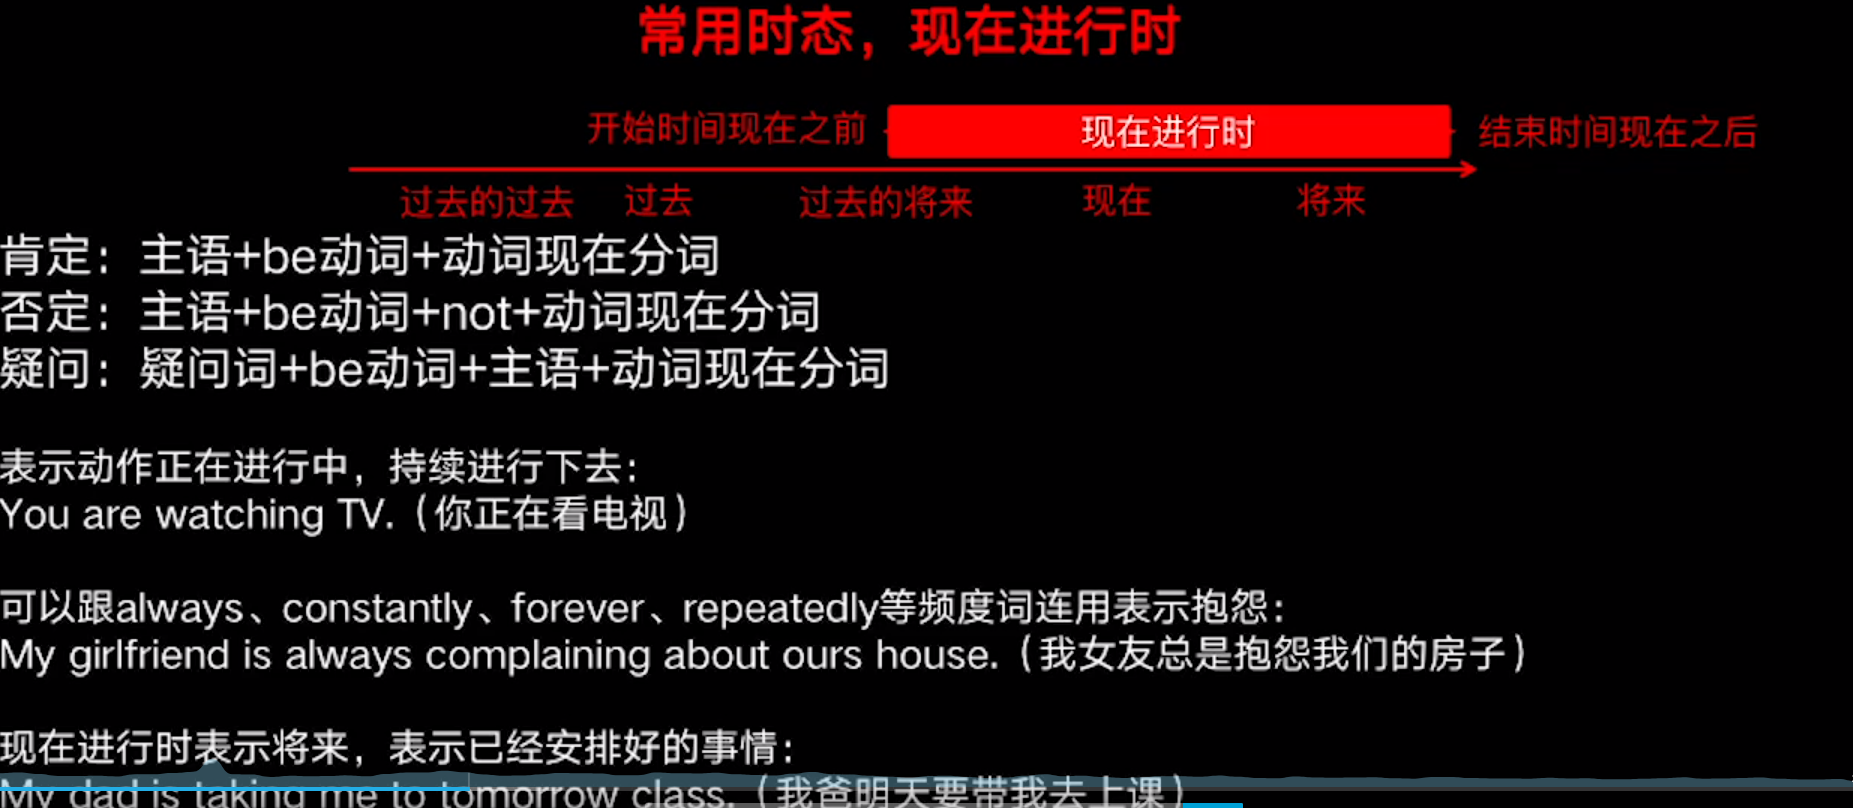 常用时态，现在进行时
开始时间现在之前 现在进行时 结束时间现在之后
过去的过去 过去 过去的将来 现在 将来
肯定：主语+be动词+动词现在分词
否定：主语+be动词+not+动词现在分词
疑问：疑问词+be动词+主语+动词现在分词
表示动作正在进行中，持续进行下去：
You are watching TV.（你正在看电视）
可以跟always、constantly、forever、repeatedly等频度词连用表示抱怨：
My girlfriend is always complaining about ours house.（我女友总是抱怨我们的房子）
现在进行时表示将来，表示已经安排好的事情：
My dad is taking me to tomorrow class.（我爸明天要带我去上课）